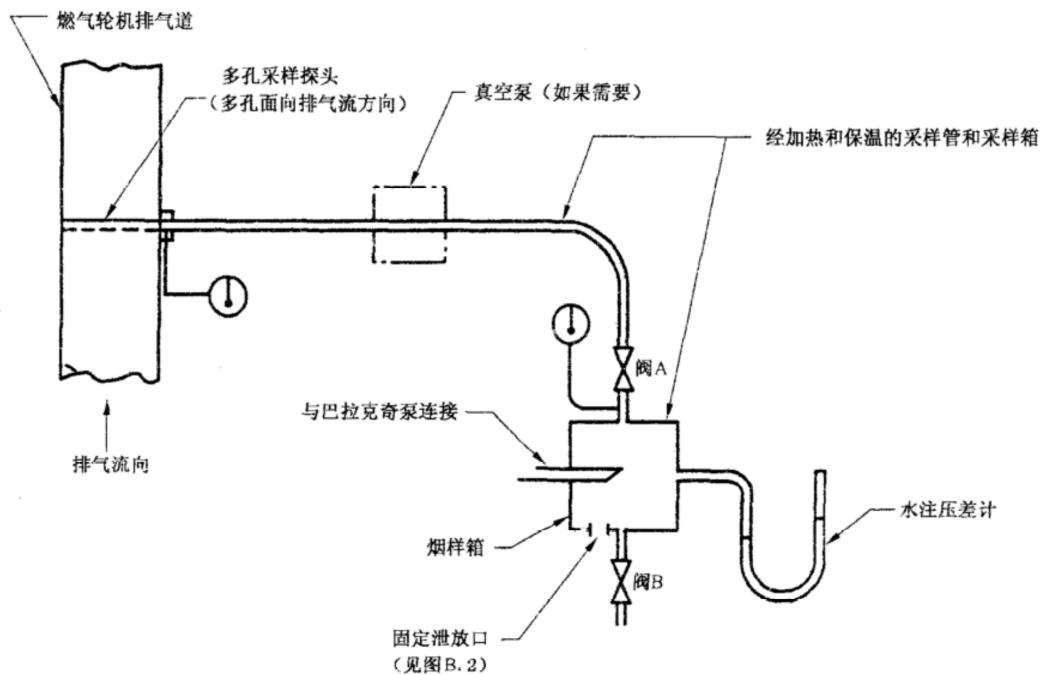 燃气轮机排气道
多孔采样探头
(多孔面向排气流方向)
真空泵(如果需要)
经加热和保温的采样管和采样箱
阀A
与巴拉克奇泵连接
排气流向
水注压差计
烟样箱
阀B
固定泄放口
(见图B.2)